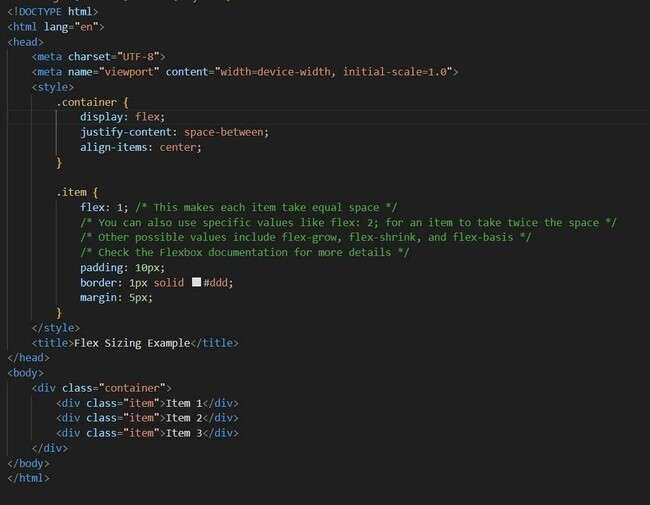 <!DOCTYPE html>
<html lang="en">
<head>
    <meta charset="UTF-8">
    <meta name="viewport" content="width=device-width, initial-scale=1.0">
    <style>
        .container {
            display: flex;
            justify-content: space-between;
            align-items: center;
        }

        .item {
            flex: 1; /* This makes each item take equal space */
            /* You can also use specific values like flex: 2; for an item to take twice the space */
            /* Other possible values include flex-grow, flex-shrink, and flex-basis */
            /* Check the Flexbox documentation for more details */
            padding: 10px;
            border: 1px solid #ddd;
            margin: 5px;
        }
    </style>
    <title>Flex Sizing Example</title>
</head>
<body>
    <div class="container">
        <div class="item">Item 1</div>
        <div class="item">Item 2</div>
        <div class="item">Item 3</div>
    </div>
</body>
</html>